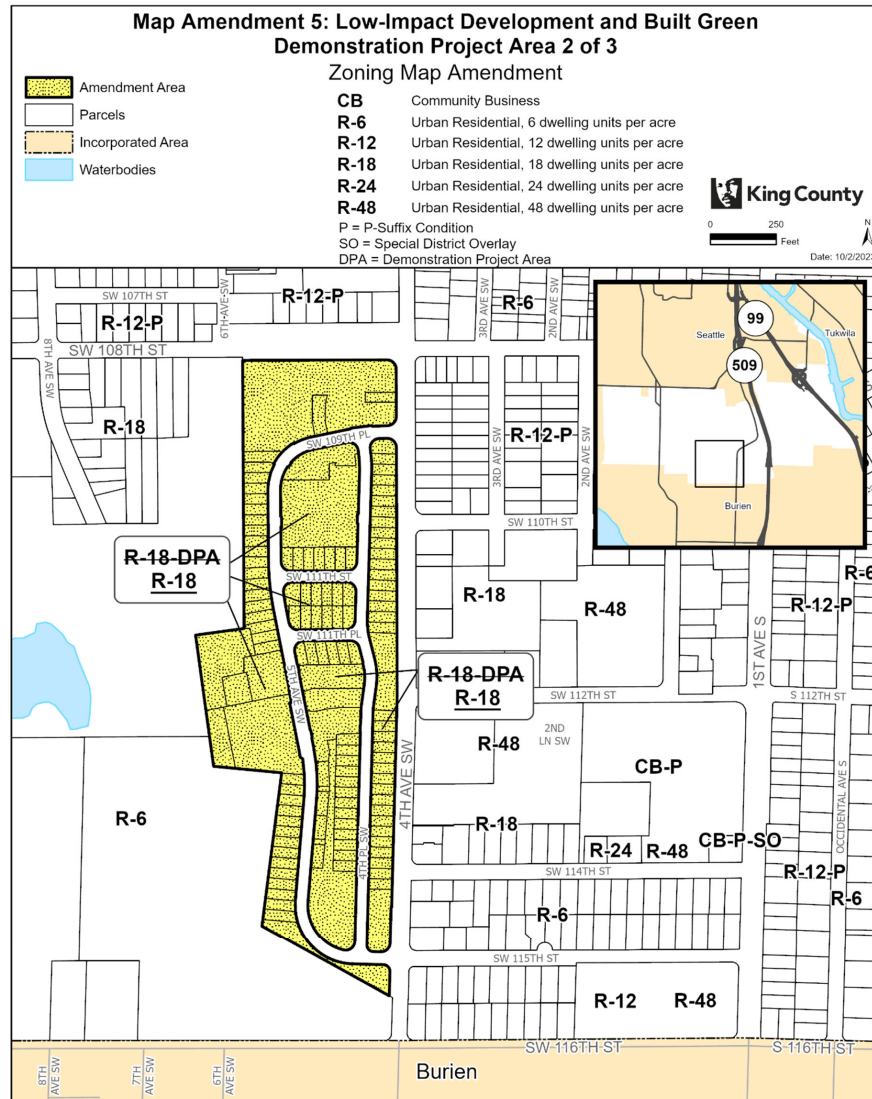 Map Amendment 5: Low-Impact Development and Built Green
Demonstration Project Area 2 of 3
Zoning Map Amendment
Amendment Area
Parcels
Incorporated Area
Waterbodies
CB Community Business
R-6 Urban Residential, 6 dwelling units per acre
R-12 Urban Residential, 12 dwelling units per acre
R-18 Urban Residential, 18 dwelling units per acre
R-24 Urban Residential, 24 dwelling units per acre
R-48 Urban Residential, 48 dwelling units per acre
P = P-Suffix Condition
SO = Special District Overlay
DPA = Demonstration Project Area
King County
0 250
Feet
N
Date: 10/2/2023
SW 107TH ST
6TH AVE SW
R-12-P
R-12-P
8TH AVE SW
SW 108TH ST
3RD AVE SW
R-6
2ND AVE SW
99
Seattle
Tukwila
509
Burien
R-18
SW 109TH PL
3RD AVE SW
R-12-P
2ND AVE SW
SW 110TH ST
R-18-DPA
R-18
SW 111TH ST
SW 111TH PL
5TH AVE SW
R-18
R-48
R-12-P
R-6
1ST AVE S
R-18-DPA
R-18
SW 112TH ST
S 112TH ST
4TH AVE SW
R-48
2ND
LN SW
CB-P
R-6
4TH PL SW
R-18
R-24
R-48
CB-P-SO
OCCIDENTAL AVE S
SW 114TH ST
R-12-P
R-6
R-6
SW 115TH ST
R-12
R-48
SW 116TH ST
S 116TH ST
8TH
AVE SW
7TH
AVE SW
6TH
AVE SW
Burien